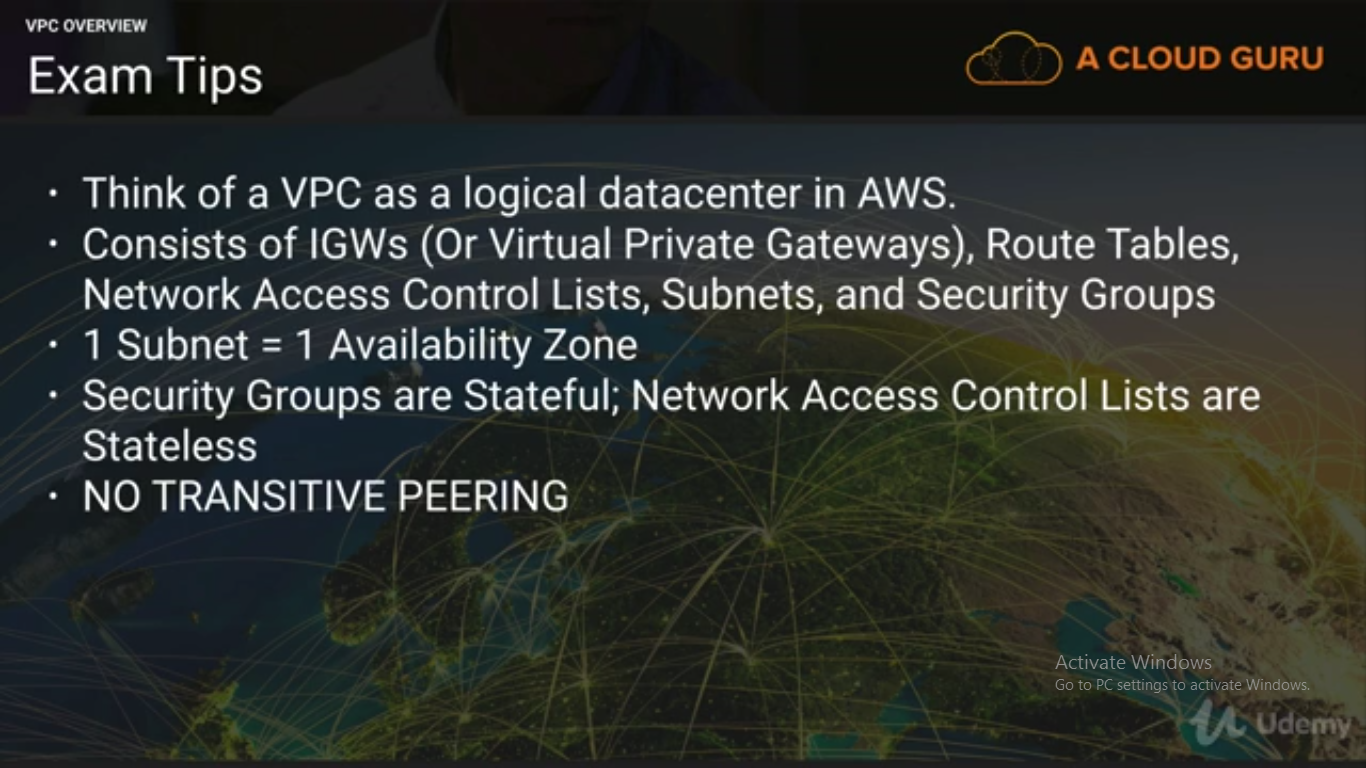 VPC OVERVIEW
Exam Tips
A CLOUD GURU
• Think of a VPC as a logical datacenter in AWS.
• Consists of IGWs (Or Virtual Private Gateways), Route Tables,
Network Access Control Lists, Subnets, and Security Groups
• 1 Subnet = 1 Availability Zone
• Security Groups are Stateful; Network Access Control Lists are
Stateless
• NO TRANSITIVE PEERING
Activate Windows
Go to PC settings to activate Windows.
Udemy